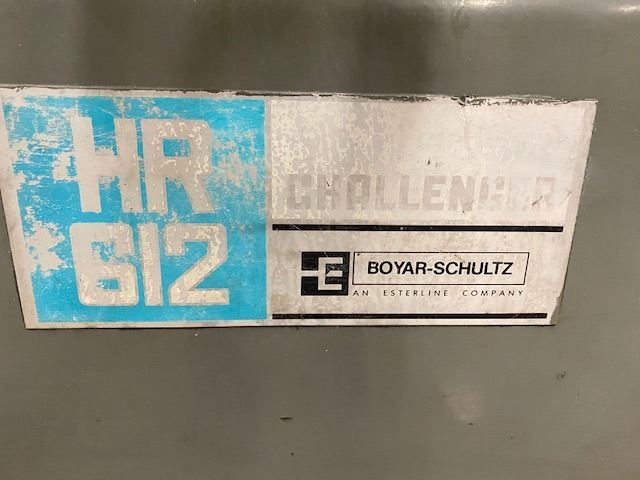 HR
612
CHALLENGER
E
BOYAR-SCHULTZ
AN ESTERLINE COMPANY